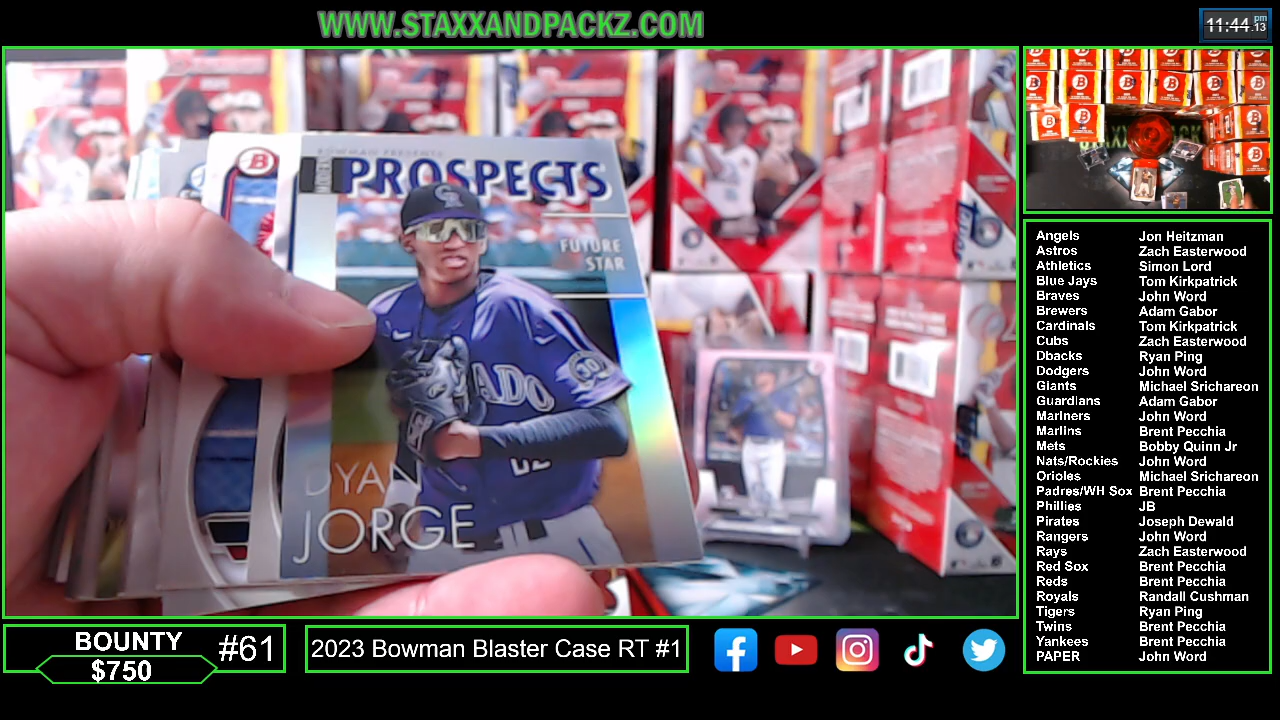 WWW.STAXXANDPACKZ.COM
11:44 pm
.13
BOWMAN PRESENTS
PROSPECTS
FUTURE
STAR
DYAN
JORGE
Angels Jon Heitzman
Astros Zach Easterwood
Athletics Simon Lord
Blue Jays Tom Kirkpatrick
Braves John Word
Brewers Adam Gabor
Cardinals Tom Kirkpatrick
Cubs Zach Easterwood
Dbacks Ryan Ping
Dodgers John Word
Giants Michael Srichareon
Guardians Adam Gabor
Mariners John Word
Marlins Brent Pecchia
Mets Bobby Quinn Jr
Nats/Rockies John Word
Orioles Michael Srichareon
Padres/WH Sox Brent Pecchia
Phillies JB
Pirates Joseph Dewald
Rangers John Word
Rays Zach Easterwood
Red Sox Brent Pecchia
Reds Brent Pecchia
Royals Randall Cushman
Tigers Ryan Ping
Twins Brent Pecchia
Yankees Brent Pecchia
PAPER John Word
BOUNTY #61
$750
2023 Bowman Blaster Case RT #1